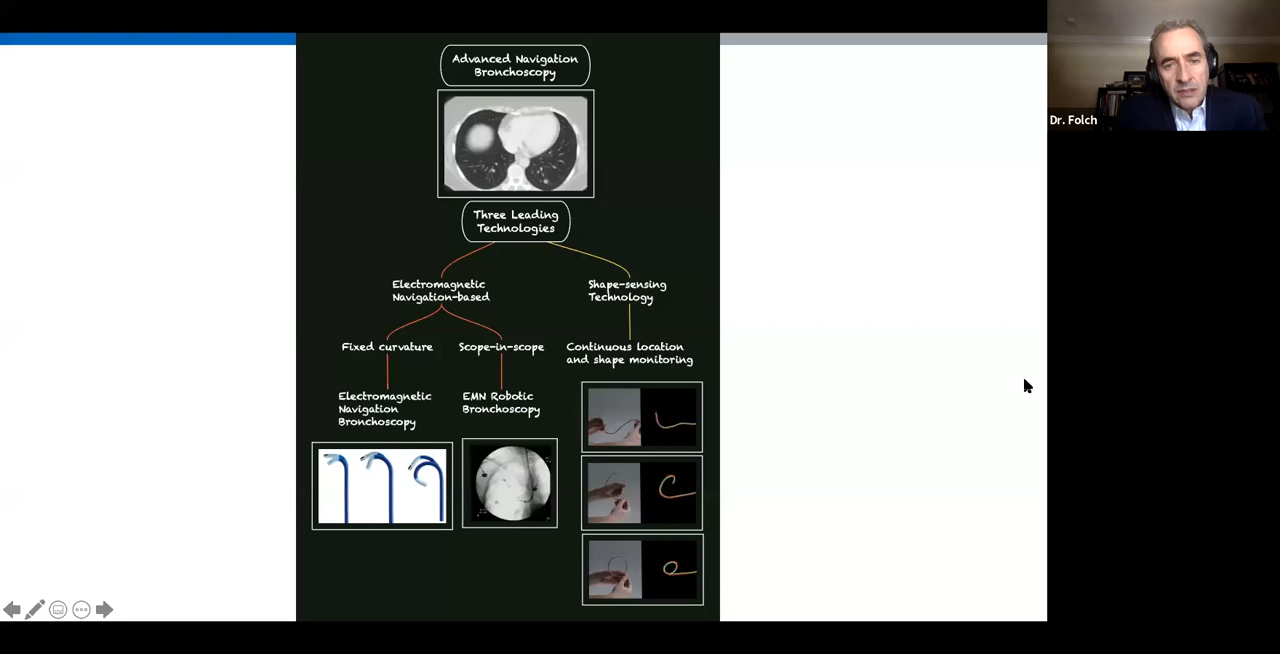 Advanced Navigation
Bronchoscopy
Dr. Folch
Three Leading
Technologies
Electromagnetic
Navigation-based
Shape-sensing
Technology
Fixed curvature
Scope-in-scope
Continuous location
and shape monitoring
Electromagnetic
Navigation
Bronchoscopy
EMN Robotic
Bronchoscopy